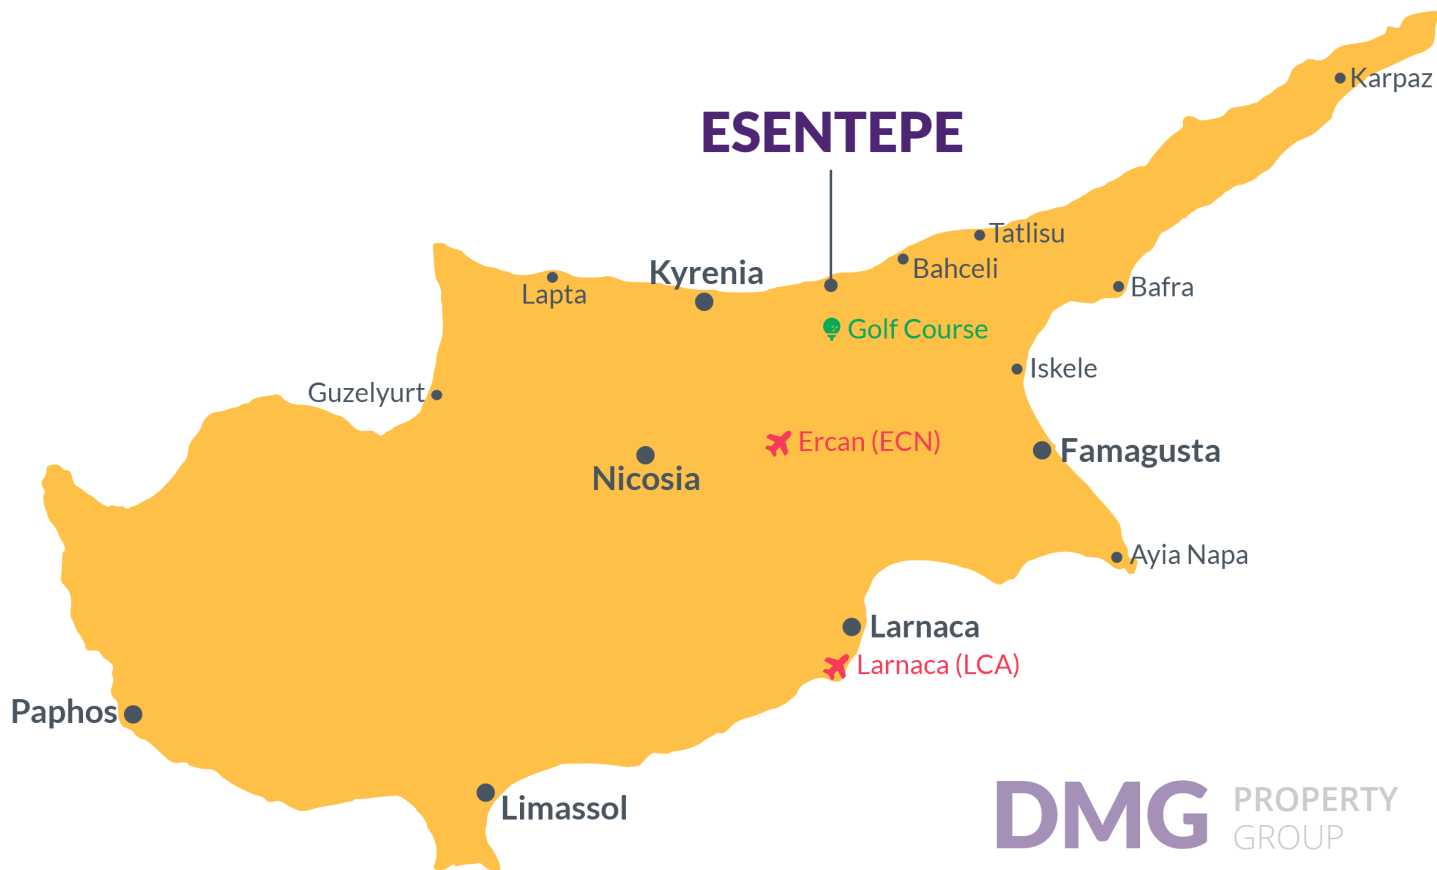 Karpaz
ESENTEPE
Tatlisu
Kyrenia
Bahceli
Lapta
Bafra
Golf Course
Iskele
Guzelyurt
Ercan (ECN)
Famagusta
Nicosia
Ayia Napa
Larnaca
Larnaca (LCA)
Paphos
Limassol
DMG PROPERTY
GROUP